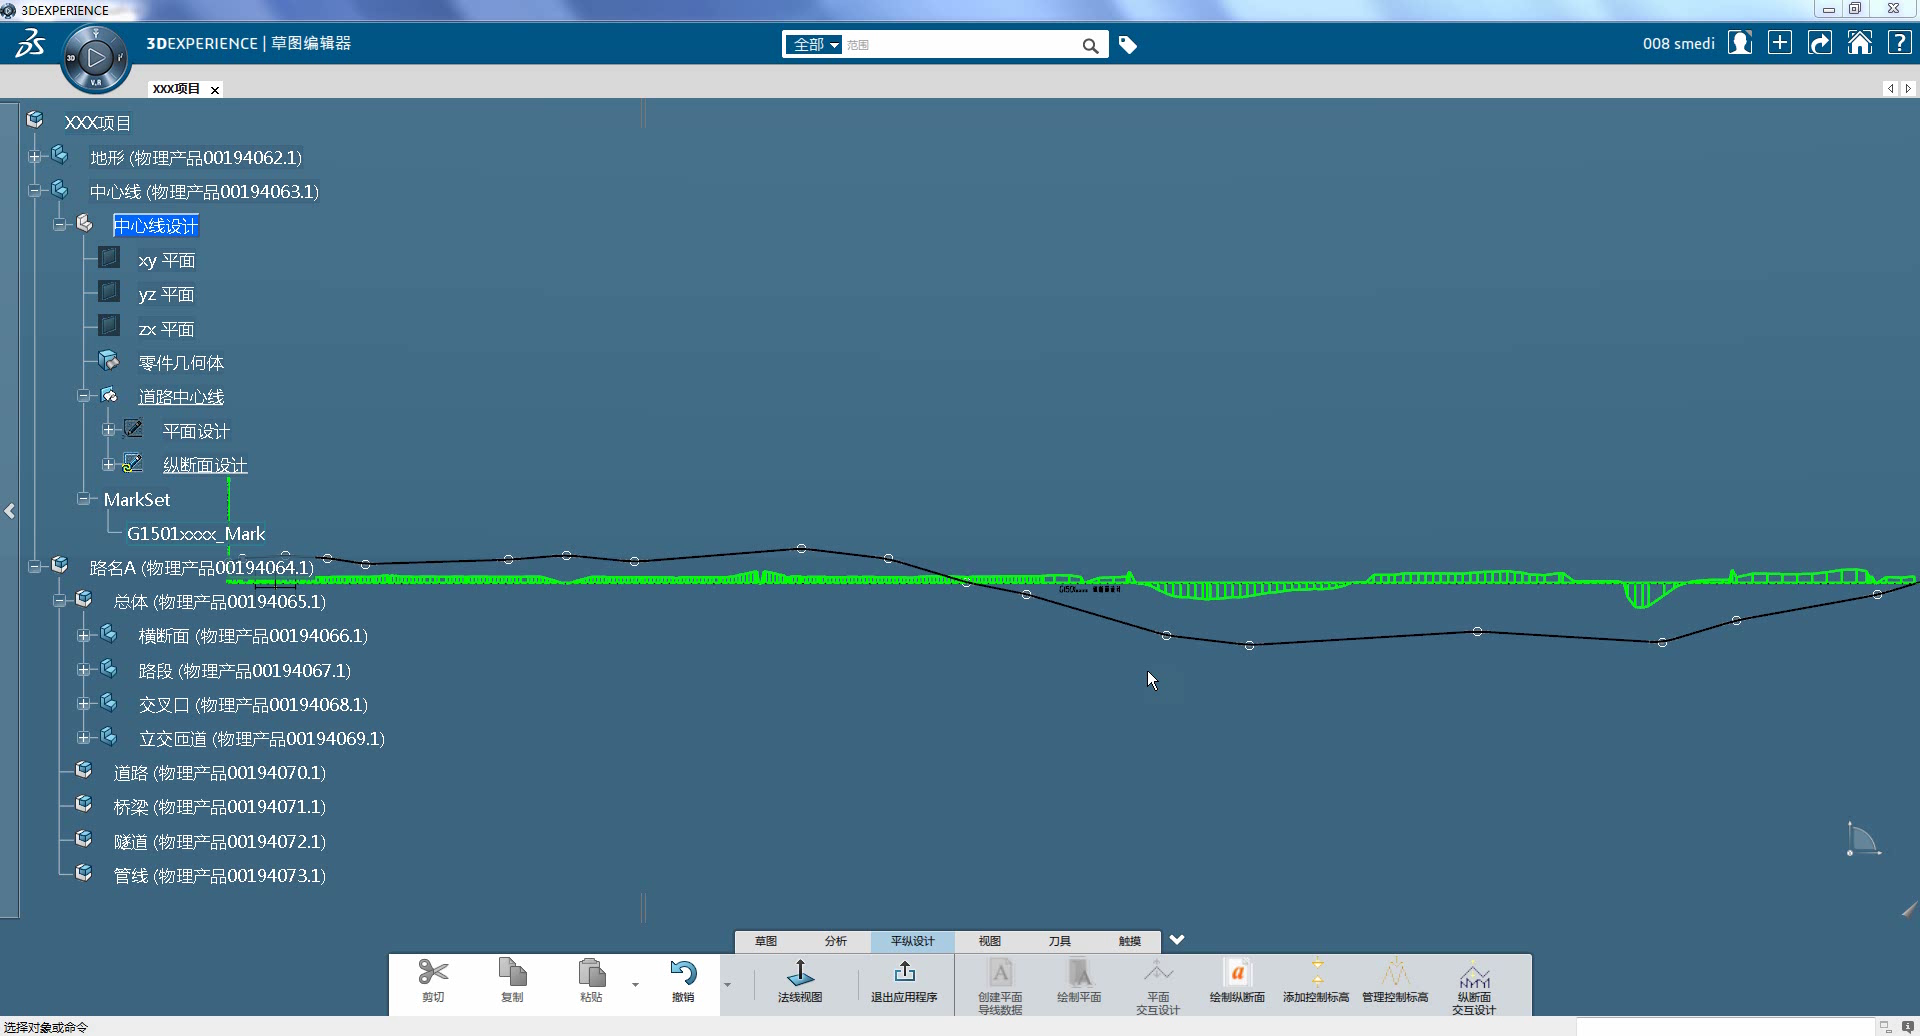 3DEXPERIENCE
3DEXPERIENCE | 草图编辑器
全部 范围
008 smedi
3D
V.R
XXX项目
XXX项目
地形 (物理产品00194062.1)
中心线 (物理产品00194063.1)
中心线设计
xy 平面
yz 平面
zx 平面
零件几何体
道路中心线
平面设计
纵断面设计
MarkSet
G1501xxxx_Mark
路名A (物理产品00194064.1)
总体 (物理产品00194065.1)
横断面 (物理产品00194066.1)
路段 (物理产品00194067.1)
交叉口 (物理产品00194068.1)
立交匝道 (物理产品00194069.1)
道路 (物理产品00194070.1)
桥梁 (物理产品00194071.1)
隧道 (物理产品00194072.1)
管线 (物理产品00194073.1)
草图 分析 平纵设计 视图 刀具 触摸
剪切 复制 粘贴 撤销 法线视图 退出应用程序 创建平面 绘制平面 平面 绘制纵断面 添加控制标高 管理控制标高 纵断面
导线数据 交互设计 交互设计
选择对象或命令